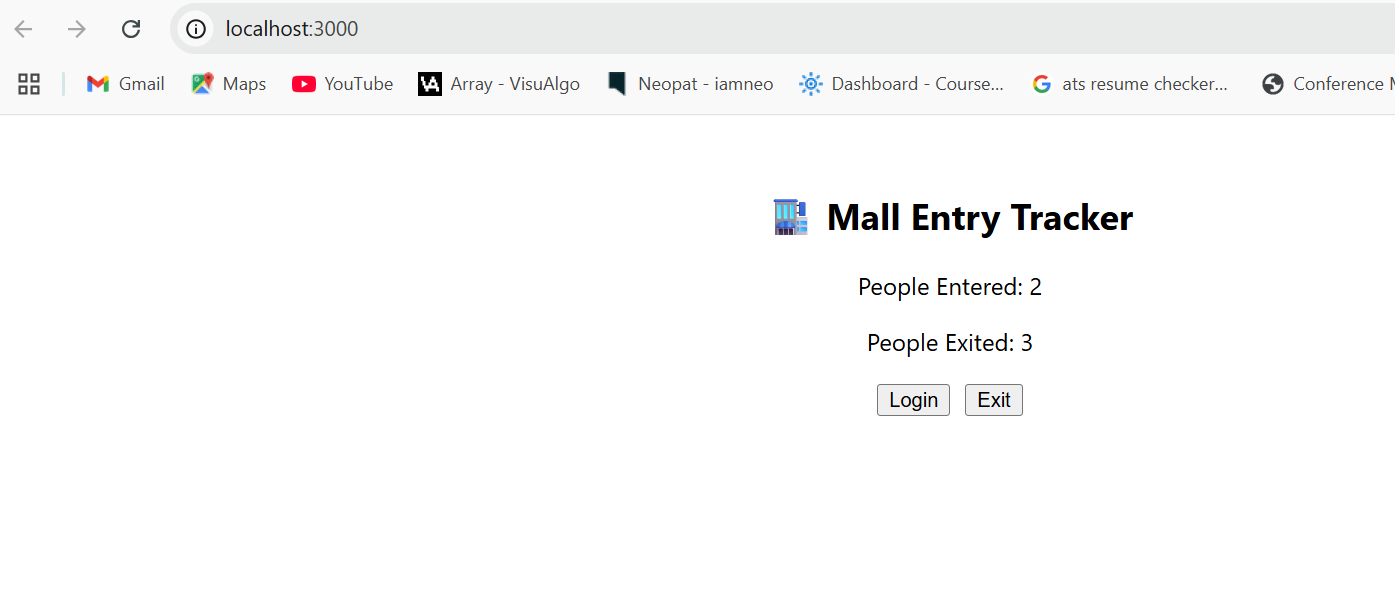 localhost:3000
Gmail Maps YouTube VA Array - VisuAlgo Neopat - iamneo Dashboard - Course... G ats resume checker... Conference M
Mall Entry Tracker
People Entered: 2
People Exited: 3
Login Exit